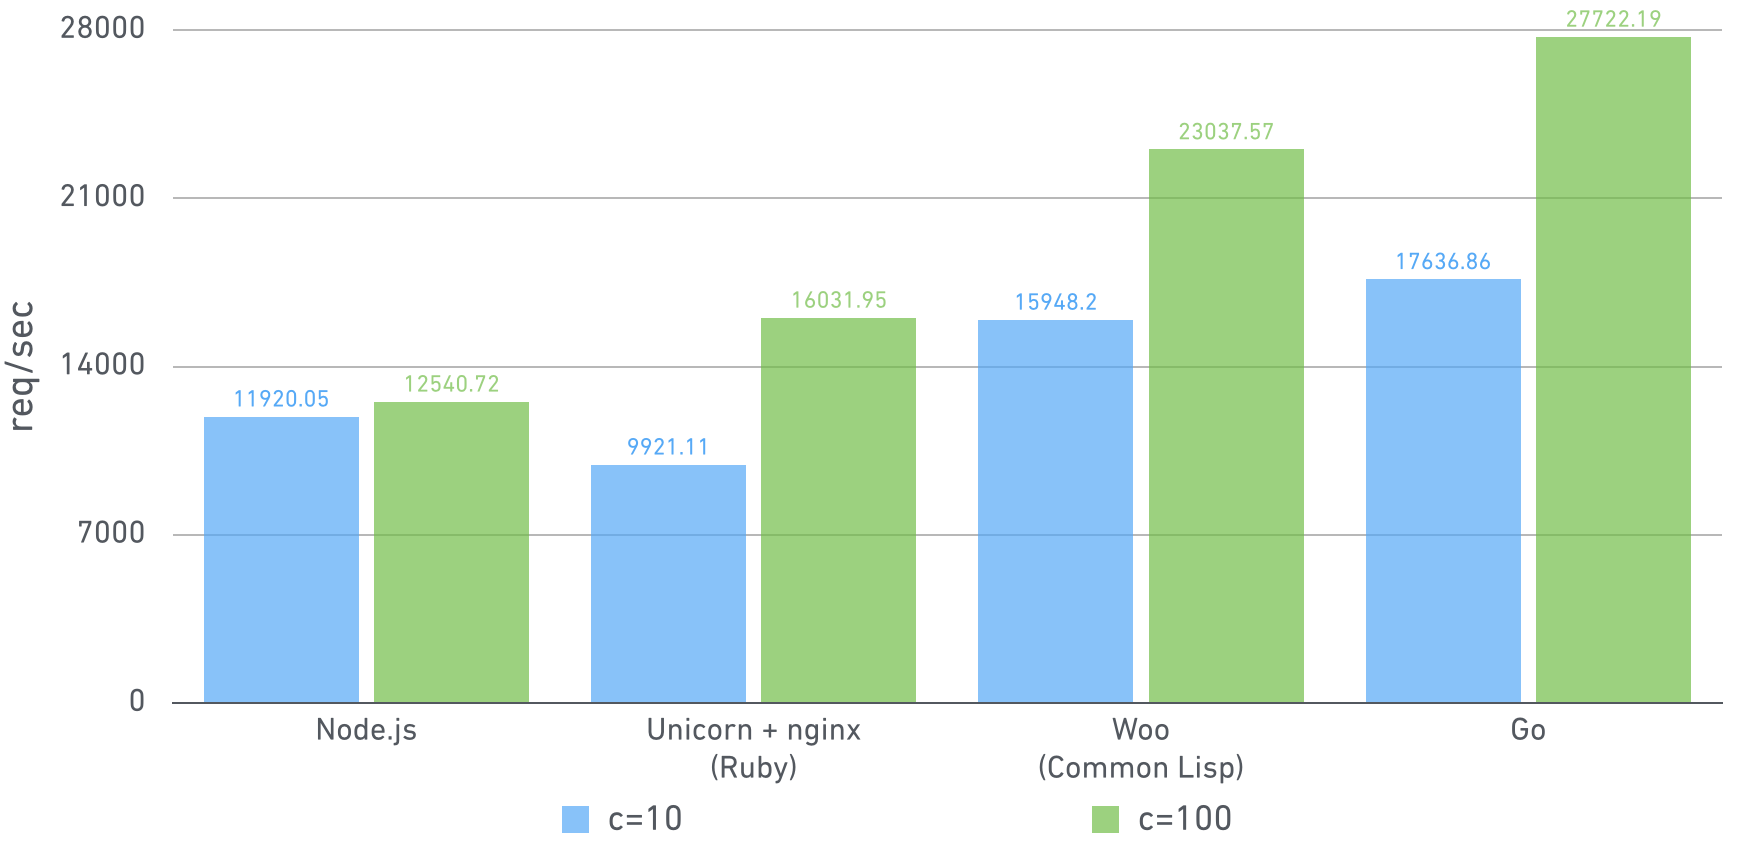 req/sec
28000
21000
14000
7000
0
11920.05
12540.72
9921.11
16031.95
15948.2
23037.57
17636.86
27722.19
Node.js
Unicorn + nginx
(Ruby)
Woo
(Common Lisp)
Go
c=10
c=100